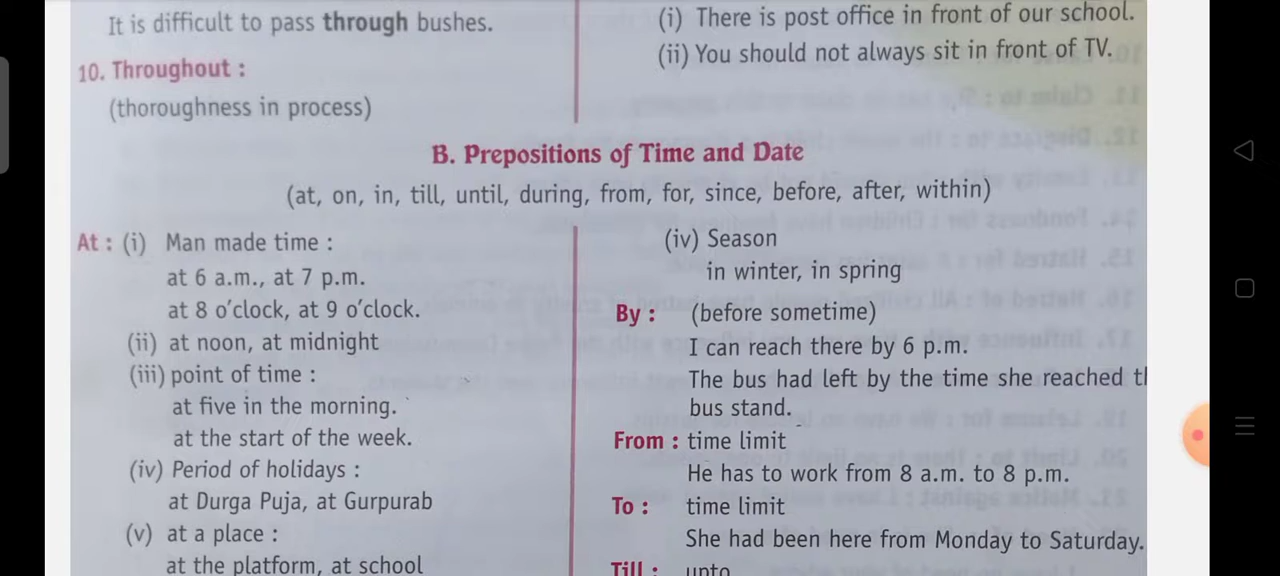 It is difficult to pass through bushes.
10. Throughout :
(thoroughness in process)
(i) There is post office in front of our school.
(ii) You should not always sit in front of TV.
B. Prepositions of Time and Date
(at, on, in, till, until, during, from, for, since, before, after, within)
At : (i) Man made time :
at 6 a.m., at 7 p.m.
at 8 o'clock, at 9 o'clock.
(ii) at noon, at midnight
(iii) point of time :
at five in the morning.
at the start of the week.
(iv) Period of holidays :
at Durga Puja, at Gurpurab
(v) at a place :
at the platform, at school
(iv) Season
in winter, in spring
By : (before sometime)
I can reach there by 6 p.m.
The bus had left by the time she reached
bus stand.
From : time limit
He has to work from 8 a.m. to 8 p.m.
To : time limit
She had been here from Monday to Saturday.
Till : upto